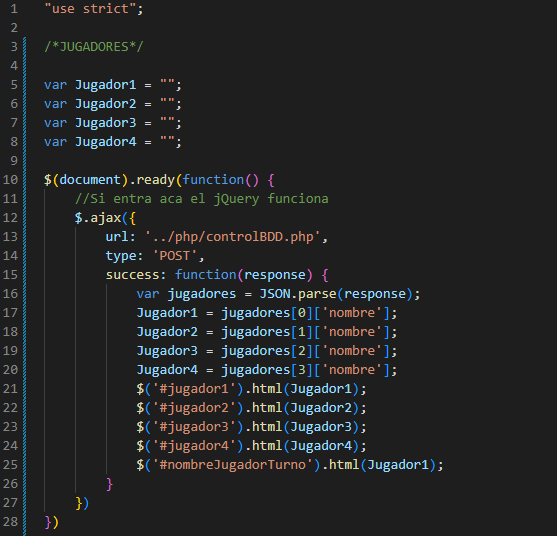 1 "use strict";
2
3 /*JUGADORES*/
4
5 var Jugador1 = "";
6 var Jugador2 = "";
7 var Jugador3 = "";
8 var Jugador4 = "";
9
10 $(document).ready(function() {
11     //Si entra aca el jQuery funciona
12     $.ajax({
13         url: '../php/controlBDD.php',
14         type: 'POST',
15         success: function(response) {
16             var jugadores = JSON.parse(response);
17             Jugador1 = jugadores[0]['nombre'];
18             Jugador2 = jugadores[1]['nombre'];
19             Jugador3 = jugadores[2]['nombre'];
20             Jugador4 = jugadores[3]['nombre'];
21             $('#jugador1').html(Jugador1);
22             $('#jugador2').html(Jugador2);
23             $('#jugador3').html(Jugador3);
24             $('#jugador4').html(Jugador4);
25             $('#nombreJugadorTurno').html(Jugador1);
26         }
27     })
28 })